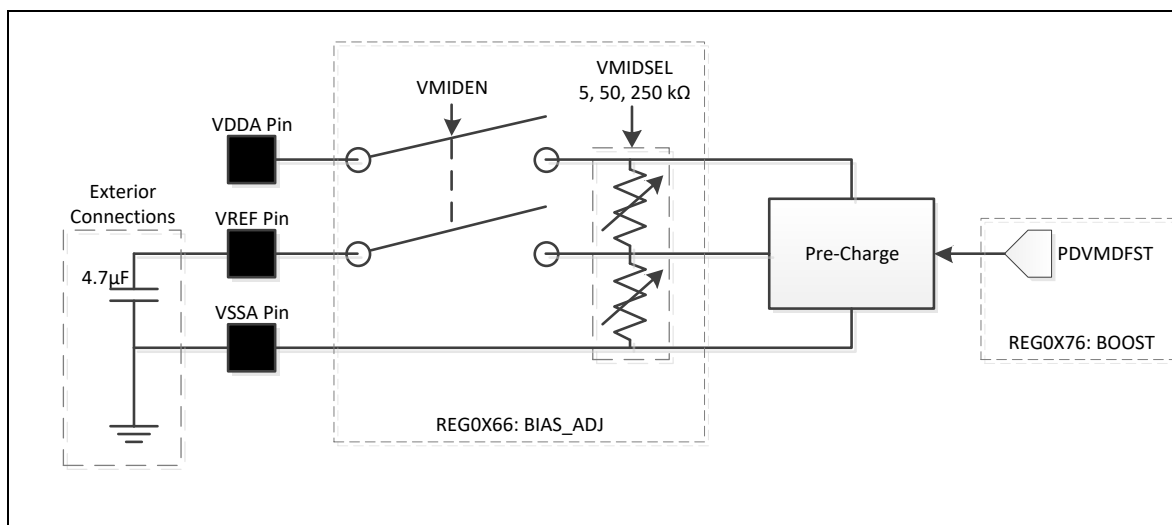 VMIDSEL
5, 50, 250 kΩ
VMIDEN
VDDA Pin
Exterior
Connections
VREF Pin
4.7µF
VSSA Pin
Pre-Charge
PDVMDFST
REG0X76: BOOST
REG0X66: BIAS_ADJ